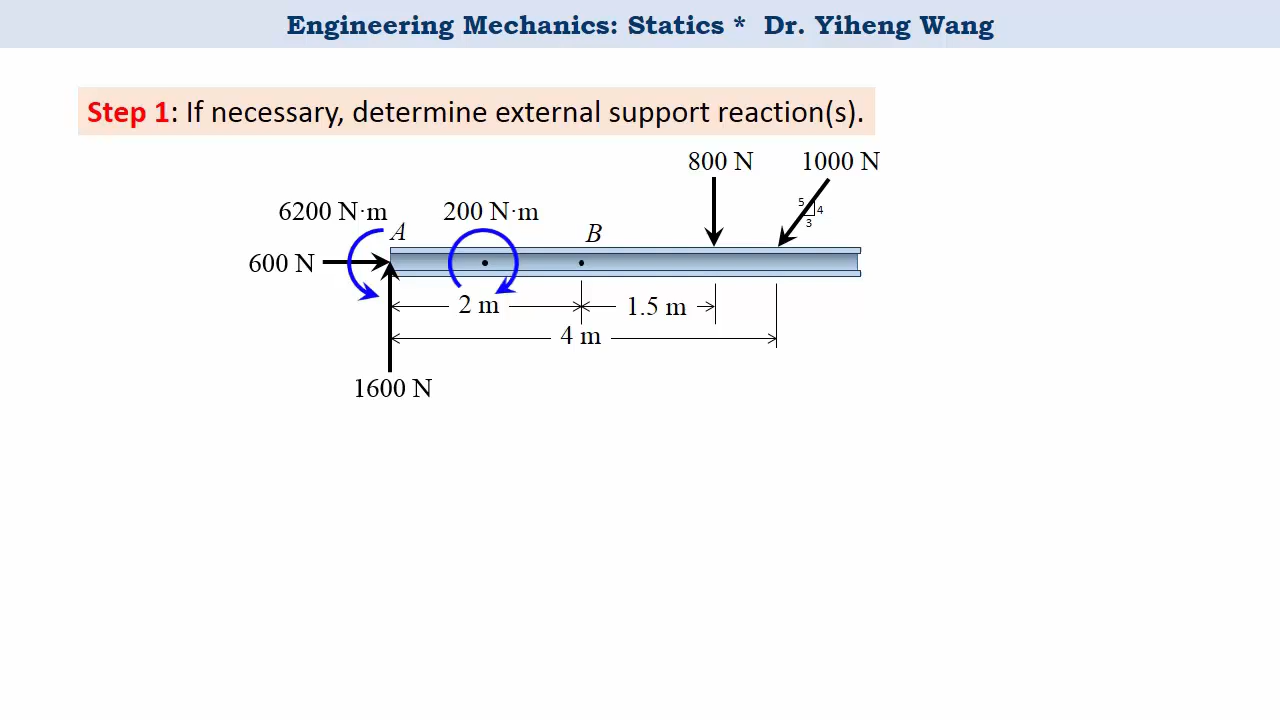 Engineering Mechanics: Statics * Dr. Yiheng Wang
Step 1: If necessary, determine external support reaction(s).
800 N 1000 N
5 4 3
6200 N·m A 200 N·m B
600 N
2 m 1.5 m
4 m
1600 N